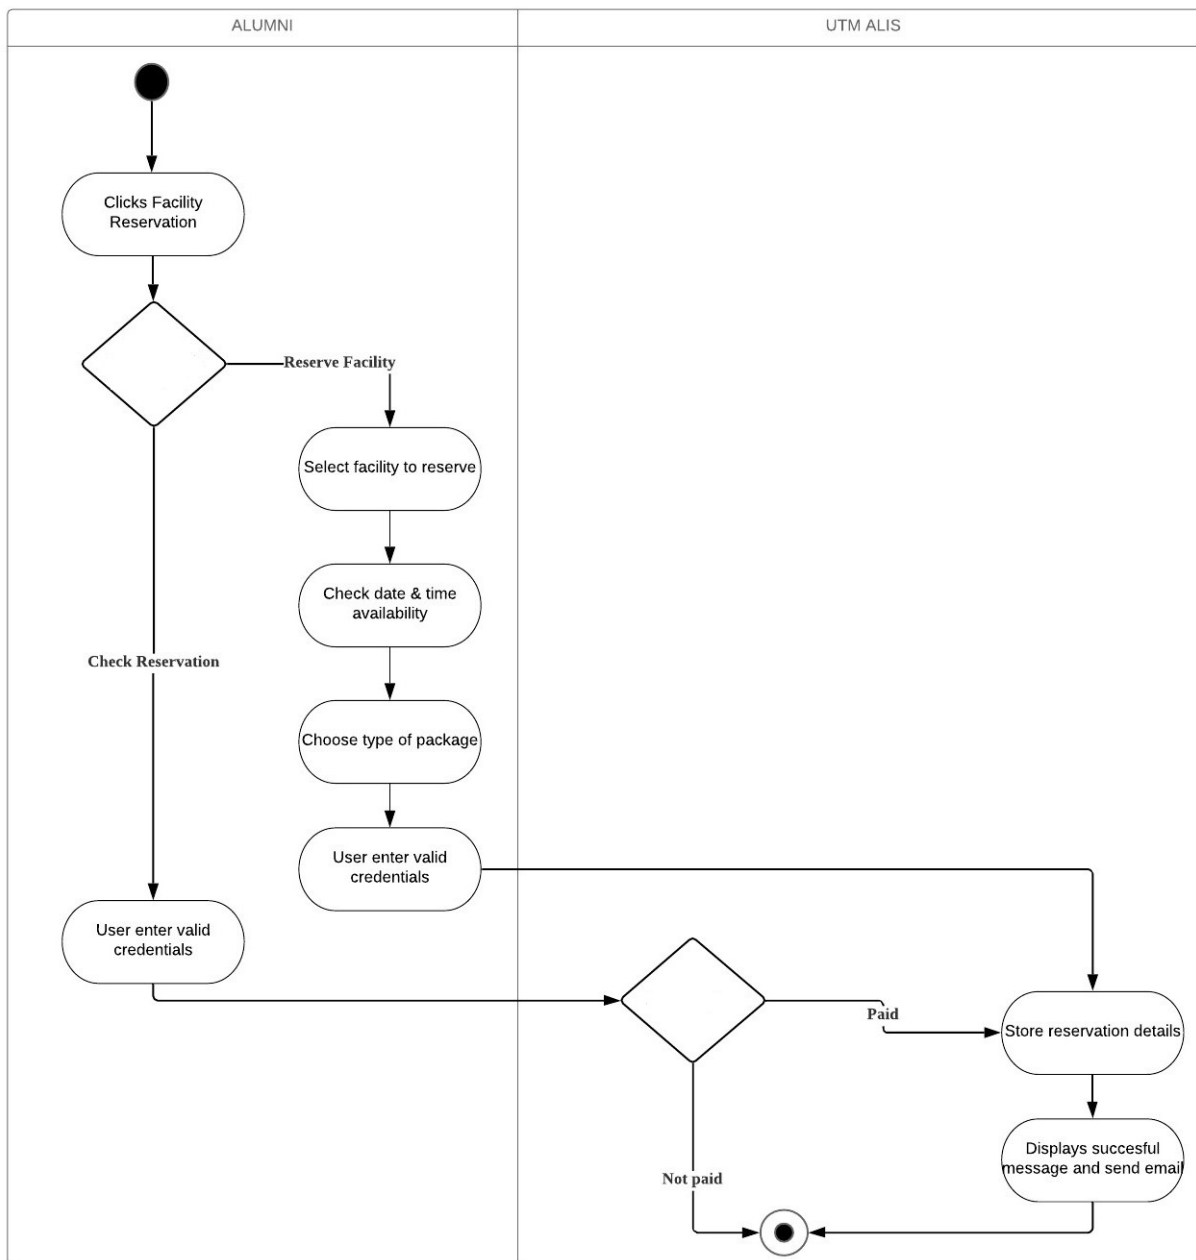 ALUMNI
UTM ALIS
Clicks Facility
Reservation
Reserve Facility
Select facility to reserve
Check date & time
availability
Check Reservation
Choose type of package
User enter valid
credentials
User enter valid
credentials
Paid
Store reservation details
Displays succesful
message and send email
Not paid